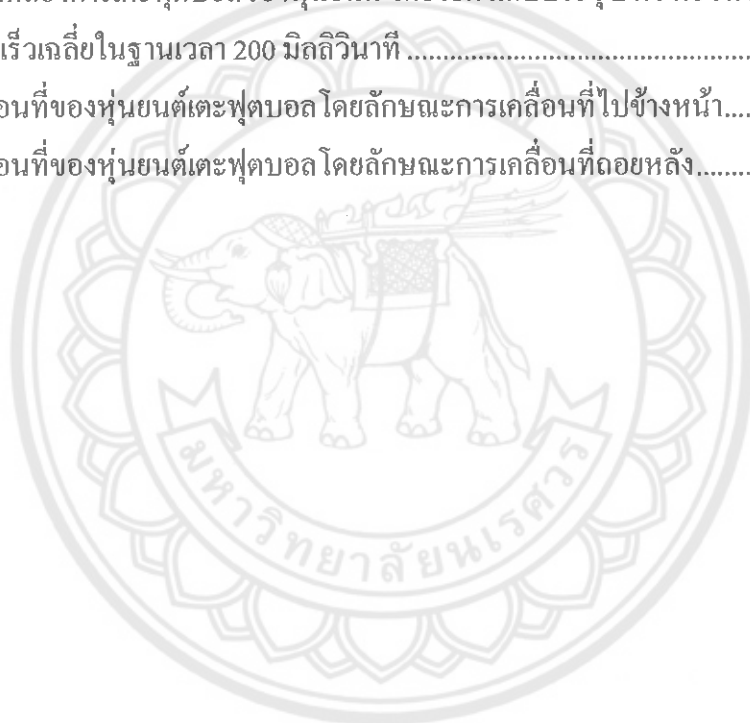 เร็วเฉลี่ยในฐานเวลา 200 มิลลิวินาที ........................................................
อนที่ของหุ่นยนต์เตะฟุตบอล โดยลักษณะการเคลื่อนที่ไปข้างหน้า....
อนที่ของหุ่นยนต์เตะฟุตบอล โดยลักษณะการเคลื่อนที่ถอยหลัง........
มหาวิทยาลัยนเรศวร